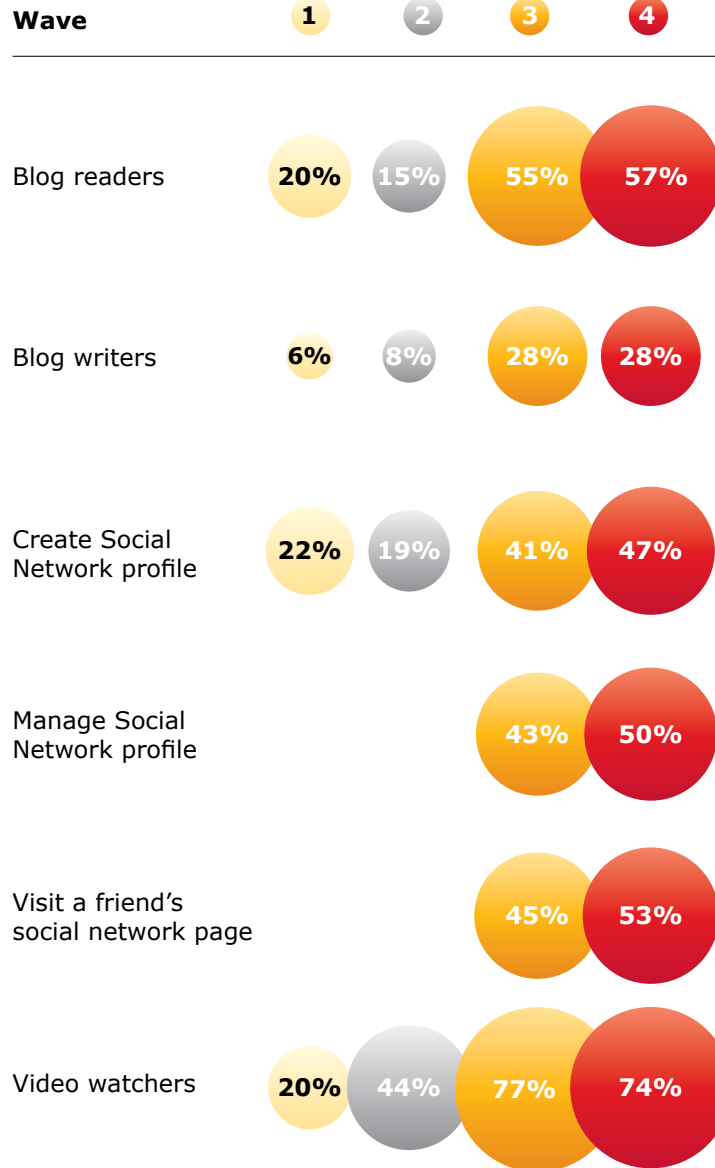 Wave 1 2 3 4
Blog readers 20% 15% 55% 57%
Blog writers 6% 8% 28% 28%
Create Social
Network profile 22% 19% 41% 47%
Manage Social
Network profile 43% 50%
Visit a friend’s
social network page 45% 53%
Video watchers 20% 44% 77% 74%